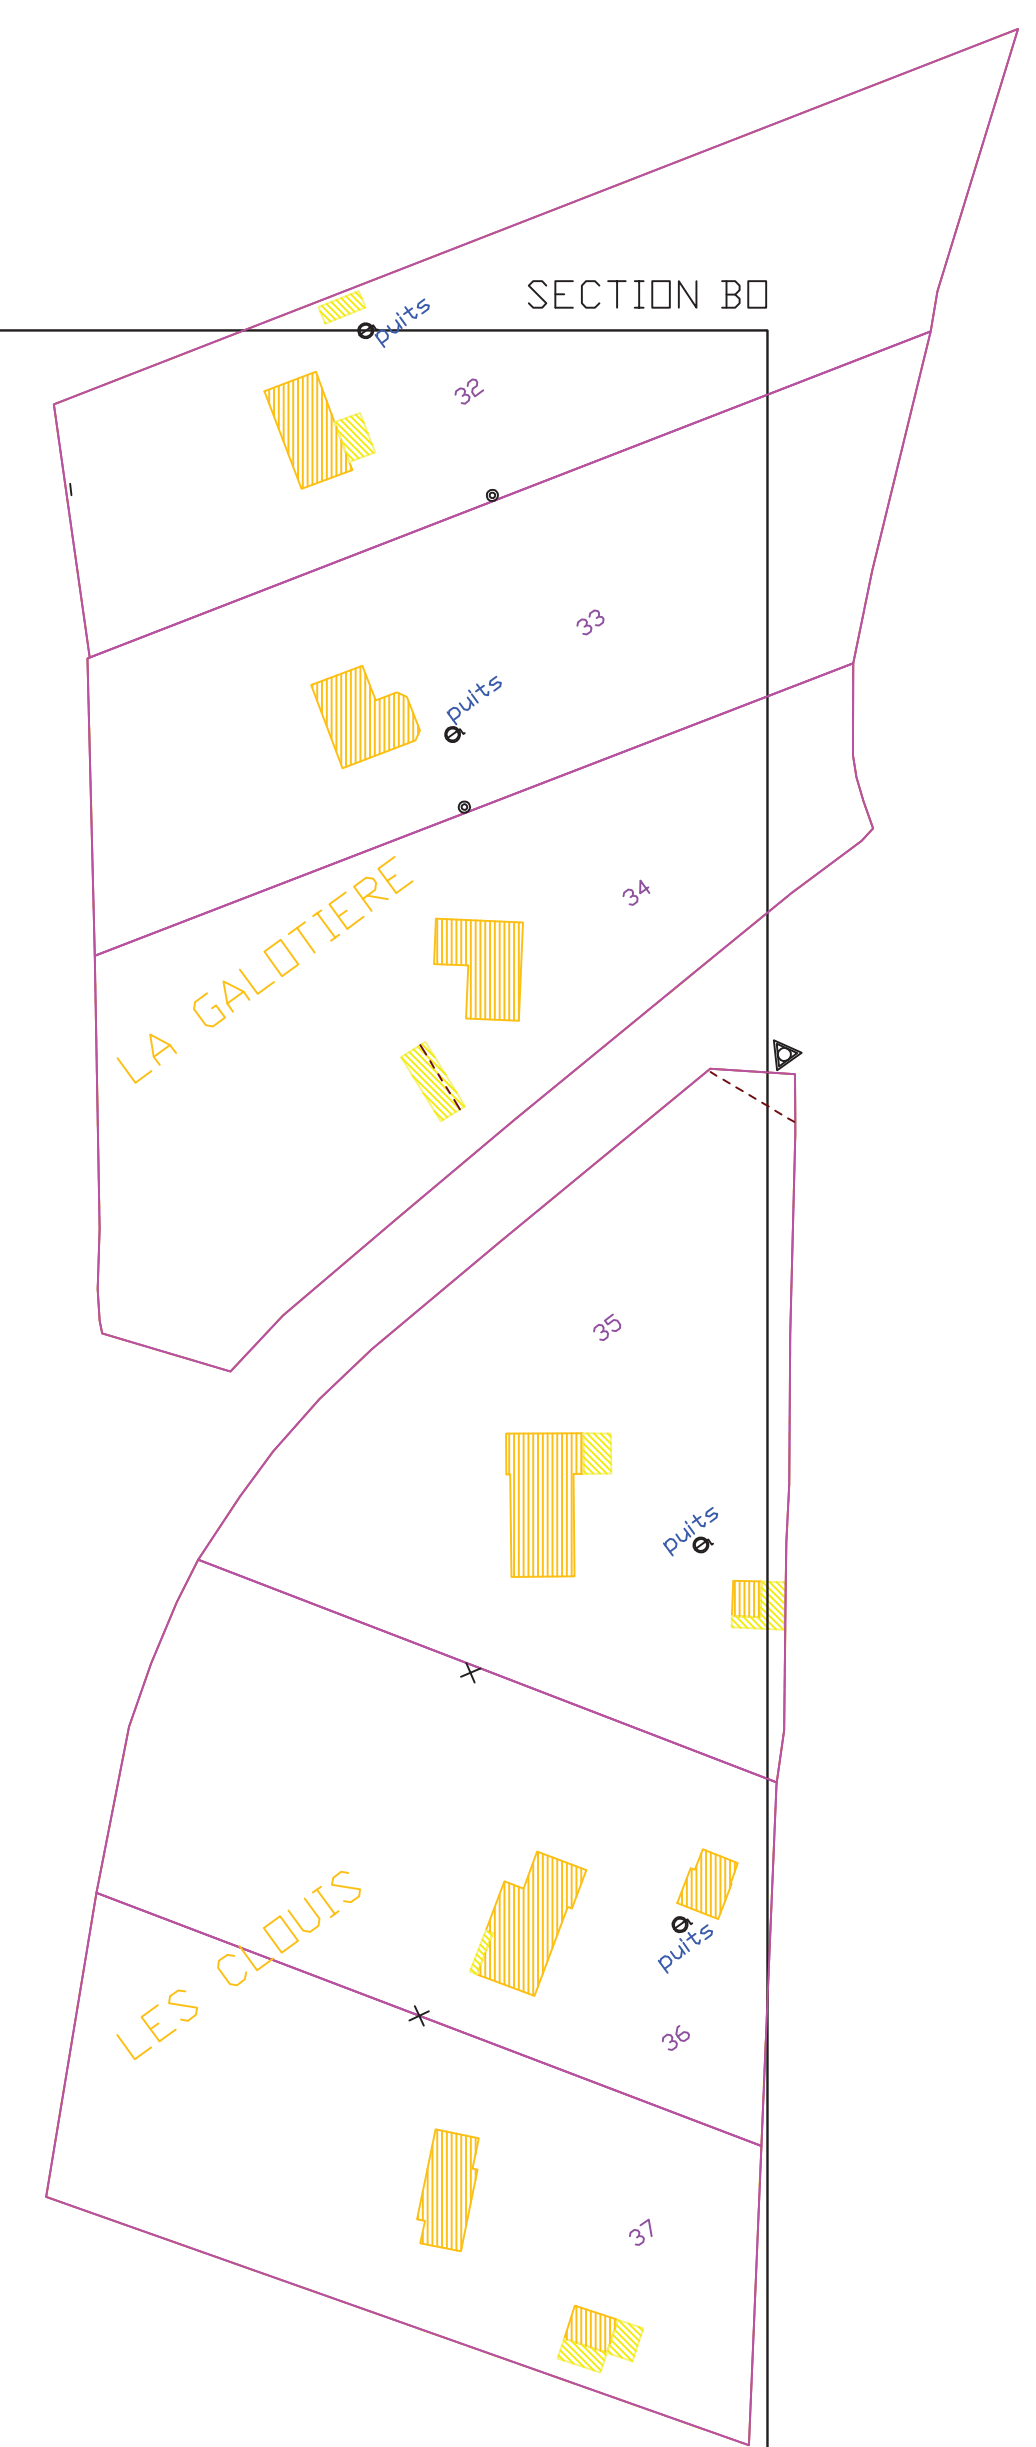 SECTION BO
puits
32
33
puits
34
LA GALOTIERE
35
puits
LES CLOUIS
puits
36
37